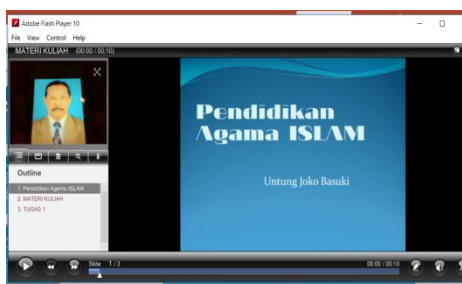 Adobe Flash Player 10
File View Control Help
MATERI KULIAH (00:00 / 00:10)
Pendidikan
Agama ISLAM
Untung Joko Basuki
Outline
1. Pendidikan Agama ISLAM
2. MATERI KULIAH
3. TUGAS 1
Slide 1 / 3
00:00 / 00:10